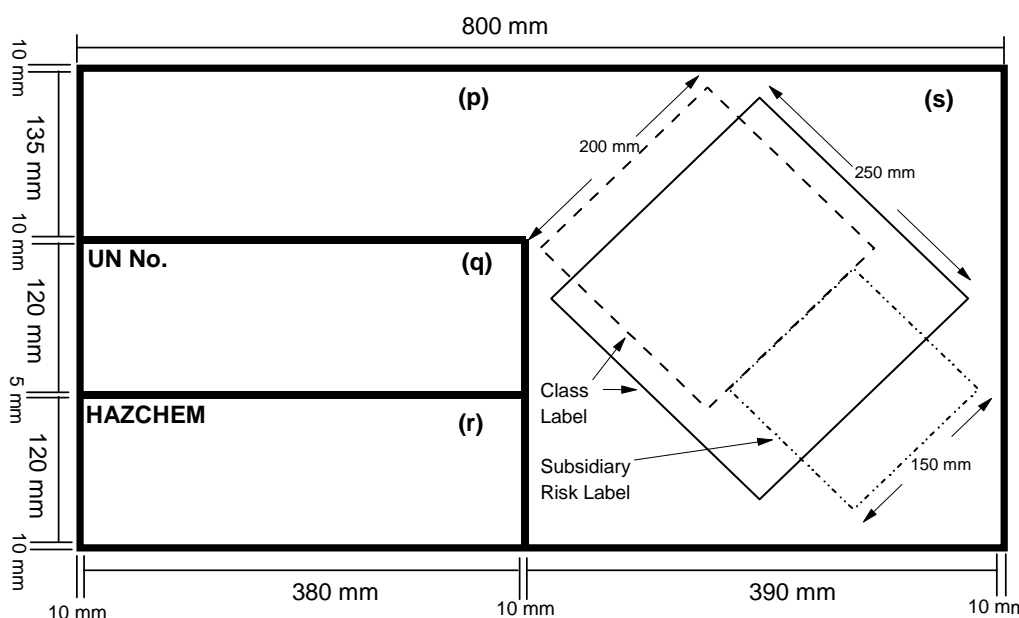 800 mm
10 mm
(p)
(s)
135 mm
200 mm
250 mm
10 mm
UN No.
(q)
120 mm
5 mm
Class
Label
HAZCHEM
(r)
120 mm
Subsidiary
Risk Label
150 mm
10 mm
380 mm
390 mm
10 mm
10 mm
10 mm